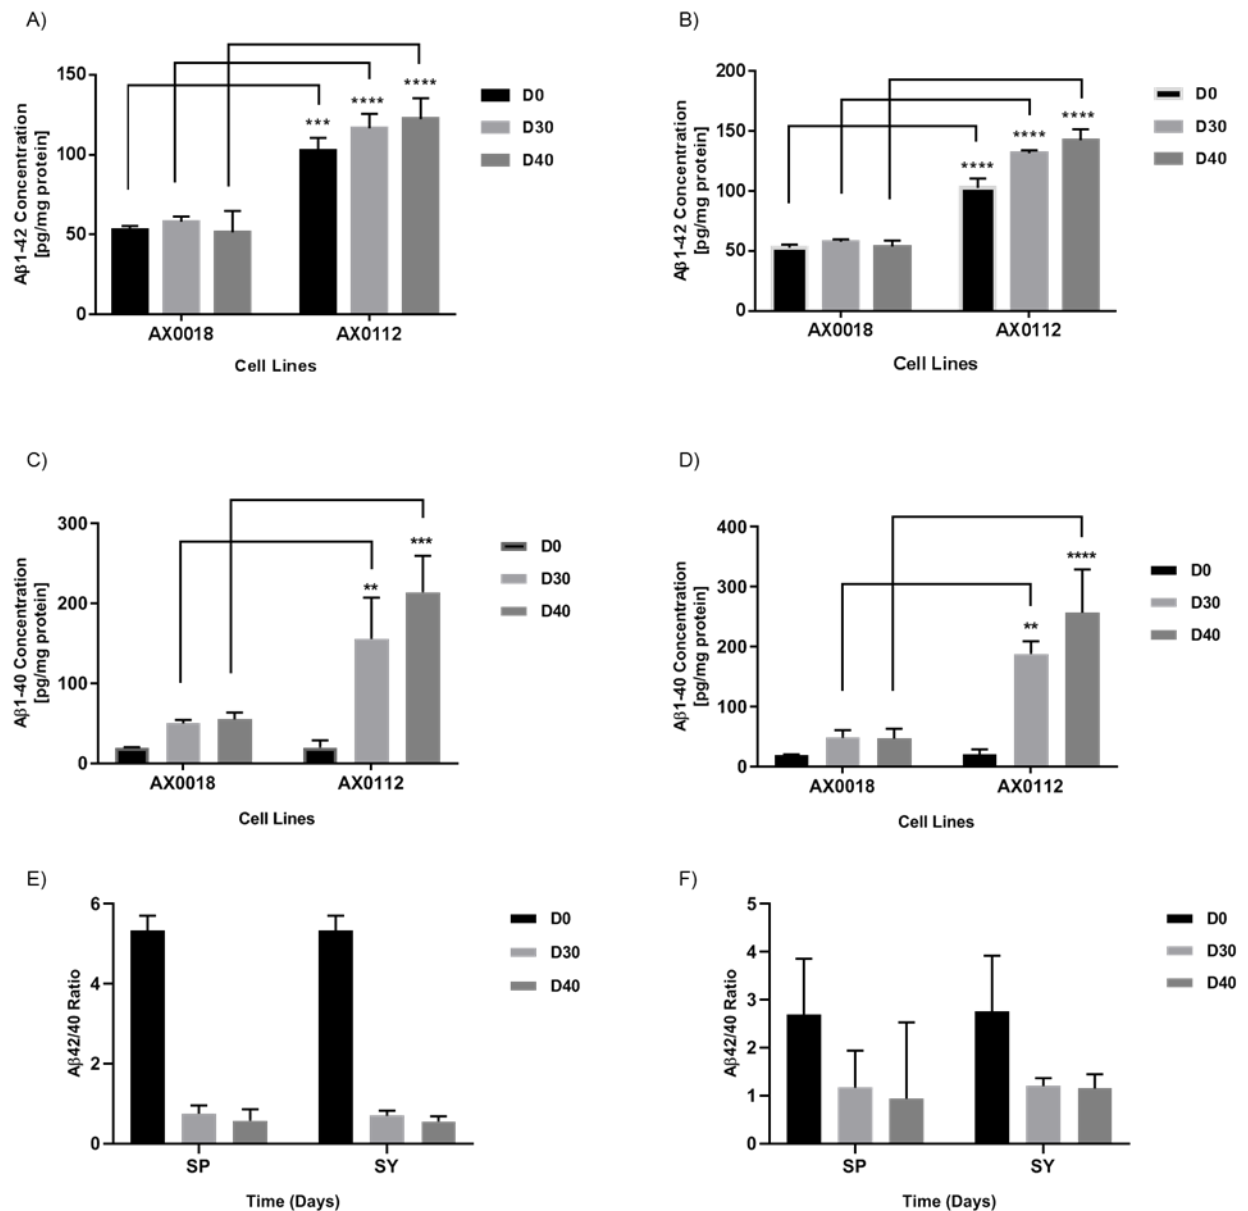 A)
Aβ1-42 Concentration
[pg/mg protein]
150
100
50
0
***
****
****
AX0018
AX0112
Cell Lines
D0
D30
D40
B)
Aβ1-42 Concentration
[pg/mg protein]
200
150
100
50
0
****
****
****
AX0018
AX0112
Cell Lines
D0
D30
D40
C)
Aβ1-40 Concentration
[pg/mg protein]
300
200
100
0
**
***
AX0018
AX0112
Cell Lines
D0
D30
D40
D)
Aβ1-40 Concentration
[pg/mg protein]
400
300
200
100
0
**
****
AX0018
AX0112
Cell Lines
D0
D30
D40
E)
Aβ42/40 Ratio
6
4
2
0
SP
SY
Time (Days)
D0
D30
D40
F)
Aβ42/40 Ratio
5
4
3
2
1
0
SP
SY
Time (Days)
D0
D30
D40